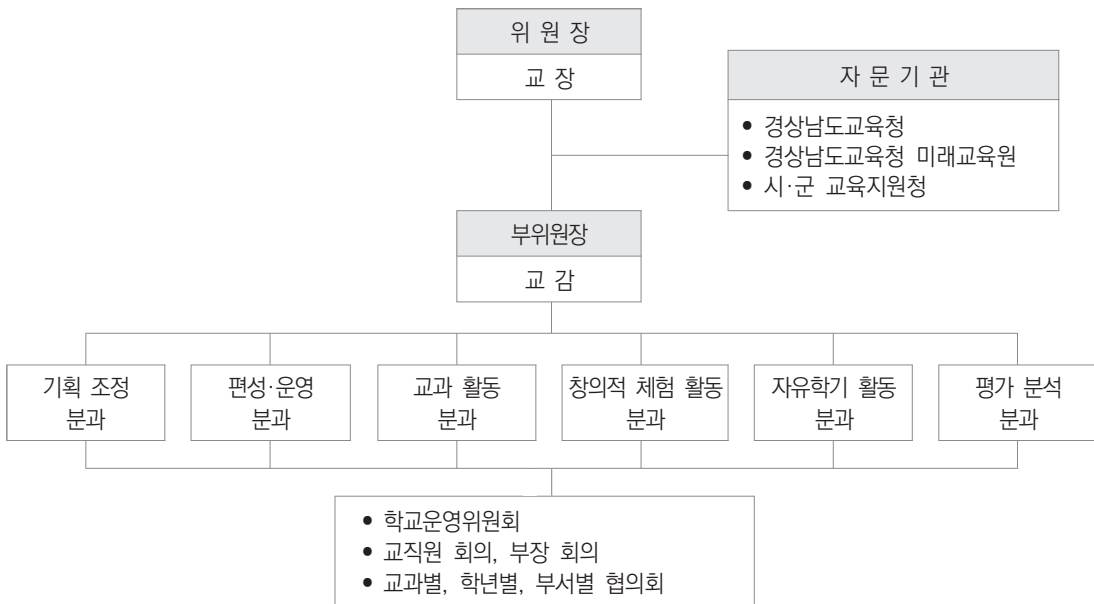 위 원 장
교 장
자 문 기 관
• 경상남도교육청
• 경상남도교육청 미래교육원
• 시·군 교육지원청
부위원장
교 감
기획 조정
분과
편성·운영
분과
교과 활동
분과
창의적 체험 활동
분과
자유학기 활동
분과
평가 분석
분과
• 학교운영위원회
• 교직원 회의, 부장 회의
• 교과별, 학년별, 부서별 협의회